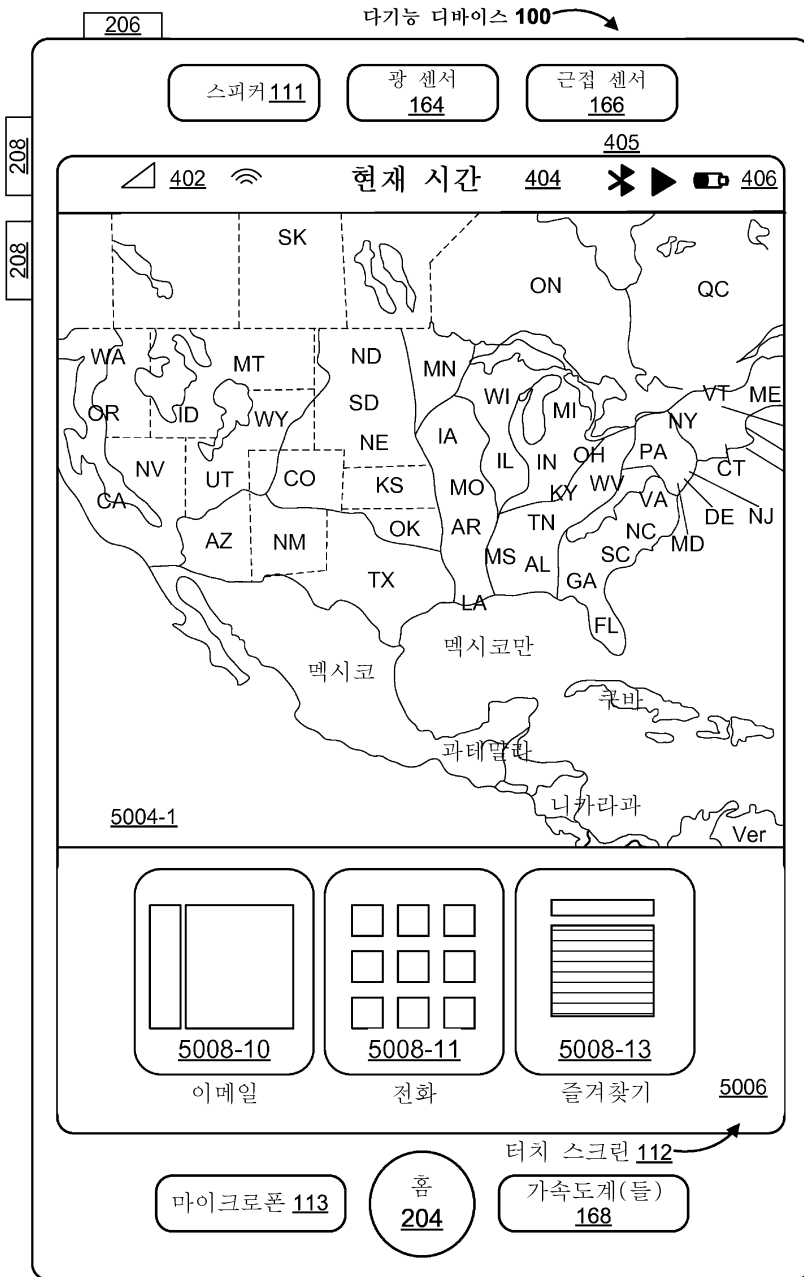 다기능 디바이스 100
206
스피커 111
광 센서
164
근접 센서
166
405
208
208
402
현재 시간
404
406
SK
ON
QC
WA
MT
ND
MN
WI
MI
VT
ME
OR
ID
WY
SD
NE
IA
NY
NV
UT
CO
KS
MO
IL
IN
OH
PA
CT
CA
KY
WV
VA
AZ
NM
OK
AR
TN
NC
DE
NJ
MD
TX
MS
AL
SC
GA
LA
FL
멕시코만
멕시코
쿠바
과테말라
니카라과
5004-1
Ver
5008-10
5008-11
5008-13
이메일
전화
즐겨찾기
5006
터치 스크린 112
마이크로폰 113
홈
204
가속도계(들)
168